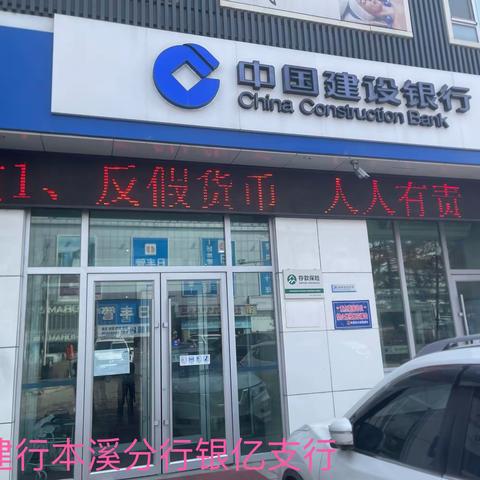 中国建设银行
China Construction Bank
1、反假货币 人人有责
存款保险
建行本溪分行银亿支行